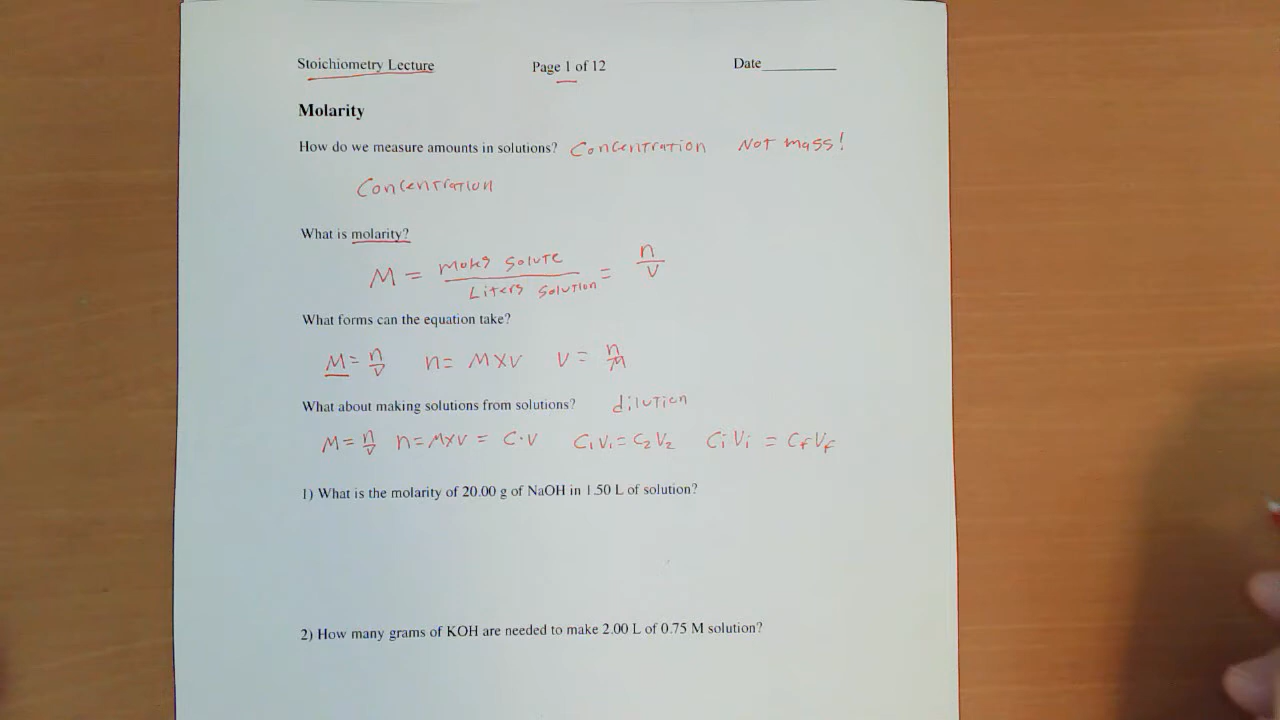 Stoichiometry Lecture Page 1 of 12 Date__________
Molarity
How do we measure amounts in solutions? Concentration Not mass!
Concentration
What is molarity?
M = moles solute / Liters solution = n / v
What forms can the equation take?
M = n/v n = M×v v = n/M
What about making solutions from solutions? dilution
M = n/v n = M×v = C·v C₁V₁ = C₂V₂ CᵢVᵢ = C_fV_f
1) What is the molarity of 20.00 g of NaOH in 1.50 L of solution?
2) How many grams of KOH are needed to make 2.00 L of 0.75 M solution?